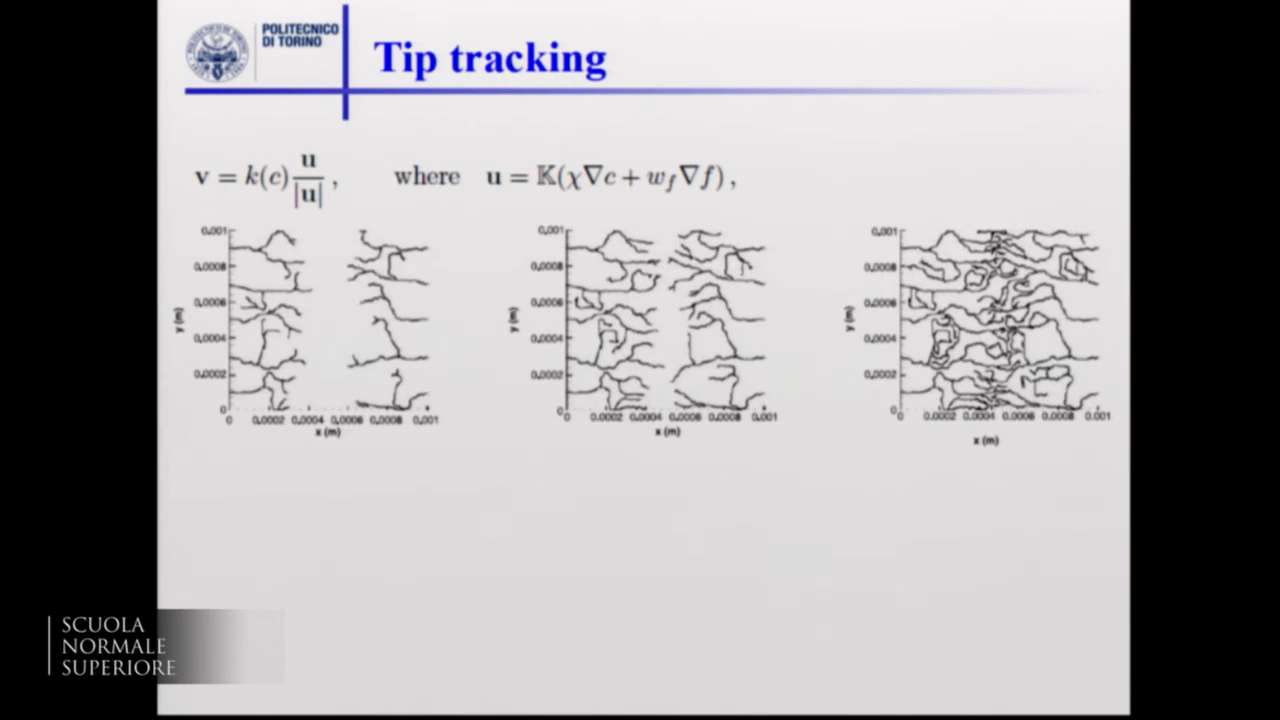 POLITECNICO
DI TORINO
Tip tracking
v = k(c) u/|u| , where u = 𝕂(χ∇c + w_f∇f) ,
0.001
0.0008
0.0006
0.0004
0.0002
0
y (m)
0 0.0002 0.0004 0.0006 0.0008 0.001
x (m)
0.001
0.0008
0.0006
0.0004
0.0002
0
y (m)
0 0.0002 0.0004 0.0006 0.0008 0.001
x (m)
0.001
0.0008
0.0006
0.0004
0.0002
0
y (m)
0 0.0002 0.0004 0.0006 0.0008 0.001
x (m)
SCUOLA
NORMALE
SUPERIORE